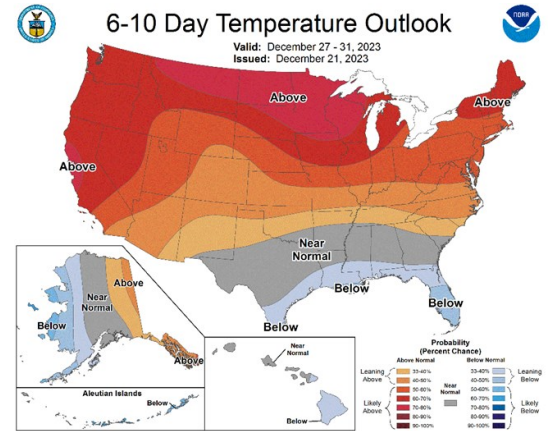 6-10 Day Temperature Outlook
Valid: December 27 - 31, 2023
Issued: December 21, 2023
NOAA
Above
Above
Above
Near
Normal
Below
Below
Below
Above
Near
Normal
Below
Above
Aleutian Islands
Below
Near
Normal
Below
Probability
(Percent Chance)
Above Normal
Below Normal
Leaning
Above
33-40%
40-50%
50-60%
Likely
Above
60-70%
70-80%
80-90%
90-100%
Near
Normal
33-40%
40-50%
50-60%
Leaning
Below
60-70%
70-80%
80-90%
90-100%
Likely
Below